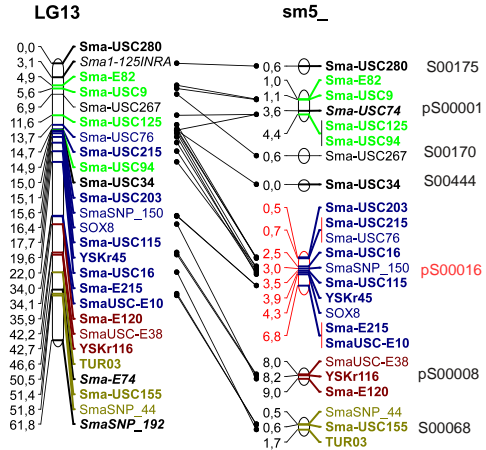 LG13
0,0 Sma-USC280
3,1 Sma1-125INRA
4,9 Sma-E82
5,6 Sma-USC9
6,9 Sma-USC267
11,6 Sma-USC125
13,7 Sma-USC76
14,7 Sma-USC215
14,9 Sma-USC94
15,0 Sma-USC34
15,1 Sma-USC203
15,6 SmaSNP_150
16,4 SOX8
17,7 Sma-USC115
19,6 YSKr45
22,0 Sma-USC16
34,0 Sma-E215
34,1 SmaUSC-E10
35,9 Sma-E120
42,2 SmaUSC-E38
42,7 YSKr116
46,6 TUR03
50,5 Sma-E74
51,4 Sma-USC155
51,8 SmaSNP_44
61,8 SmaSNP_192
sm5_
0,6 Sma-USC280 S00175
1,0 Sma-E82
1,1 Sma-USC9
3,6 Sma-USC74 pS00001
4,4 Sma-USC125
Sma-USC94
0,6 Sma-USC267 S00170
0,0 Sma-USC34 S00444
0,5 Sma-USC203
0,7 Sma-USC215
Sma-USC76
2,5 Sma-USC16
3,0 SmaSNP_150 pS00016
3,5 Sma-USC115
3,9 YSKr45
4,3 SOX8
6,8 Sma-E215
SmaUSC-E10
8,0 SmaUSC-E38
8,2 YSKr116 pS00008
9,0 Sma-E120
0,5 SmaSNP_44
0,6 Sma-USC155 S00068
1,7 TUR03